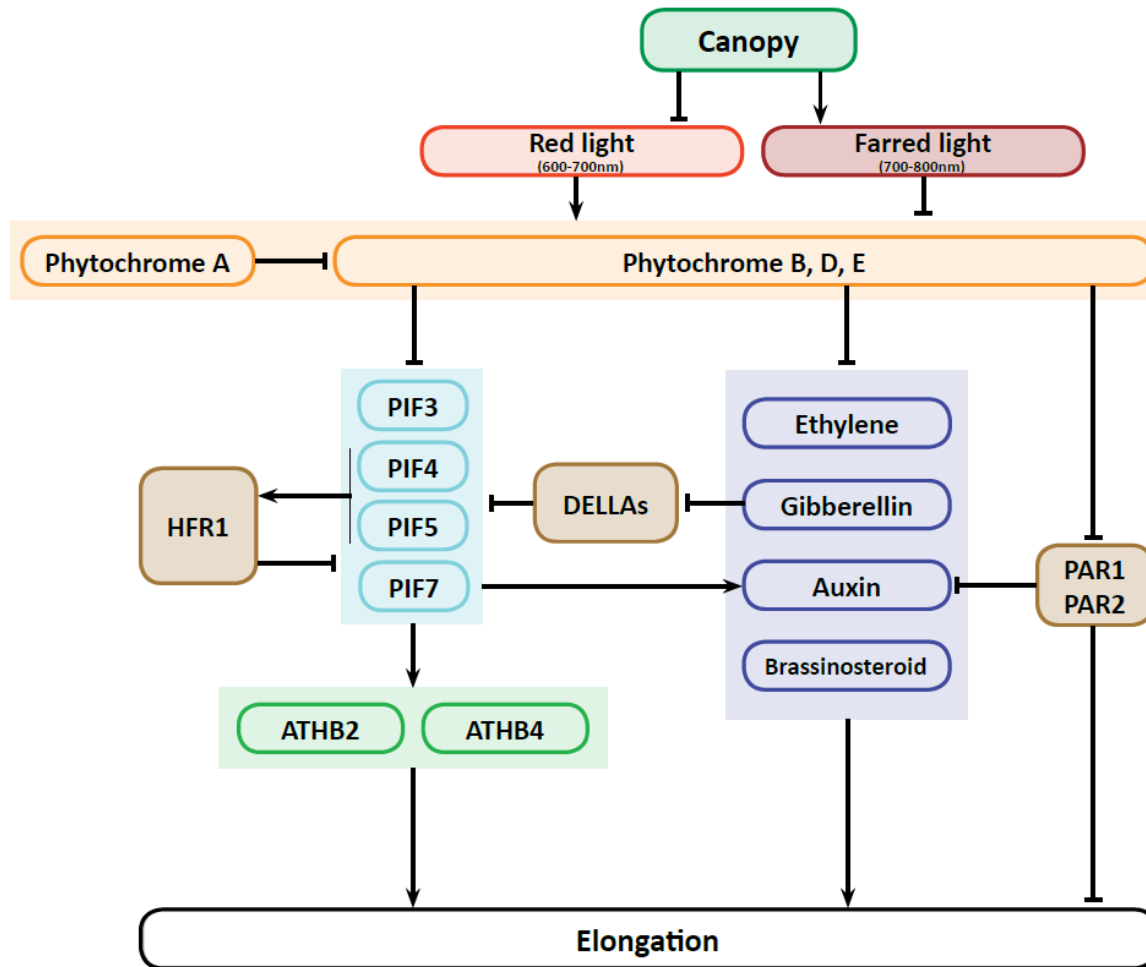 Canopy
Red light
(600-700nm)
Farred light
(700-800nm)
Phytochrome A
Phytochrome B, D, E
PIF3
PIF4
PIF5
PIF7
HFR1
DELLAs
Ethylene
Gibberellin
Auxin
Brassinosteroid
PAR1
PAR2
ATHB2
ATHB4
Elongation